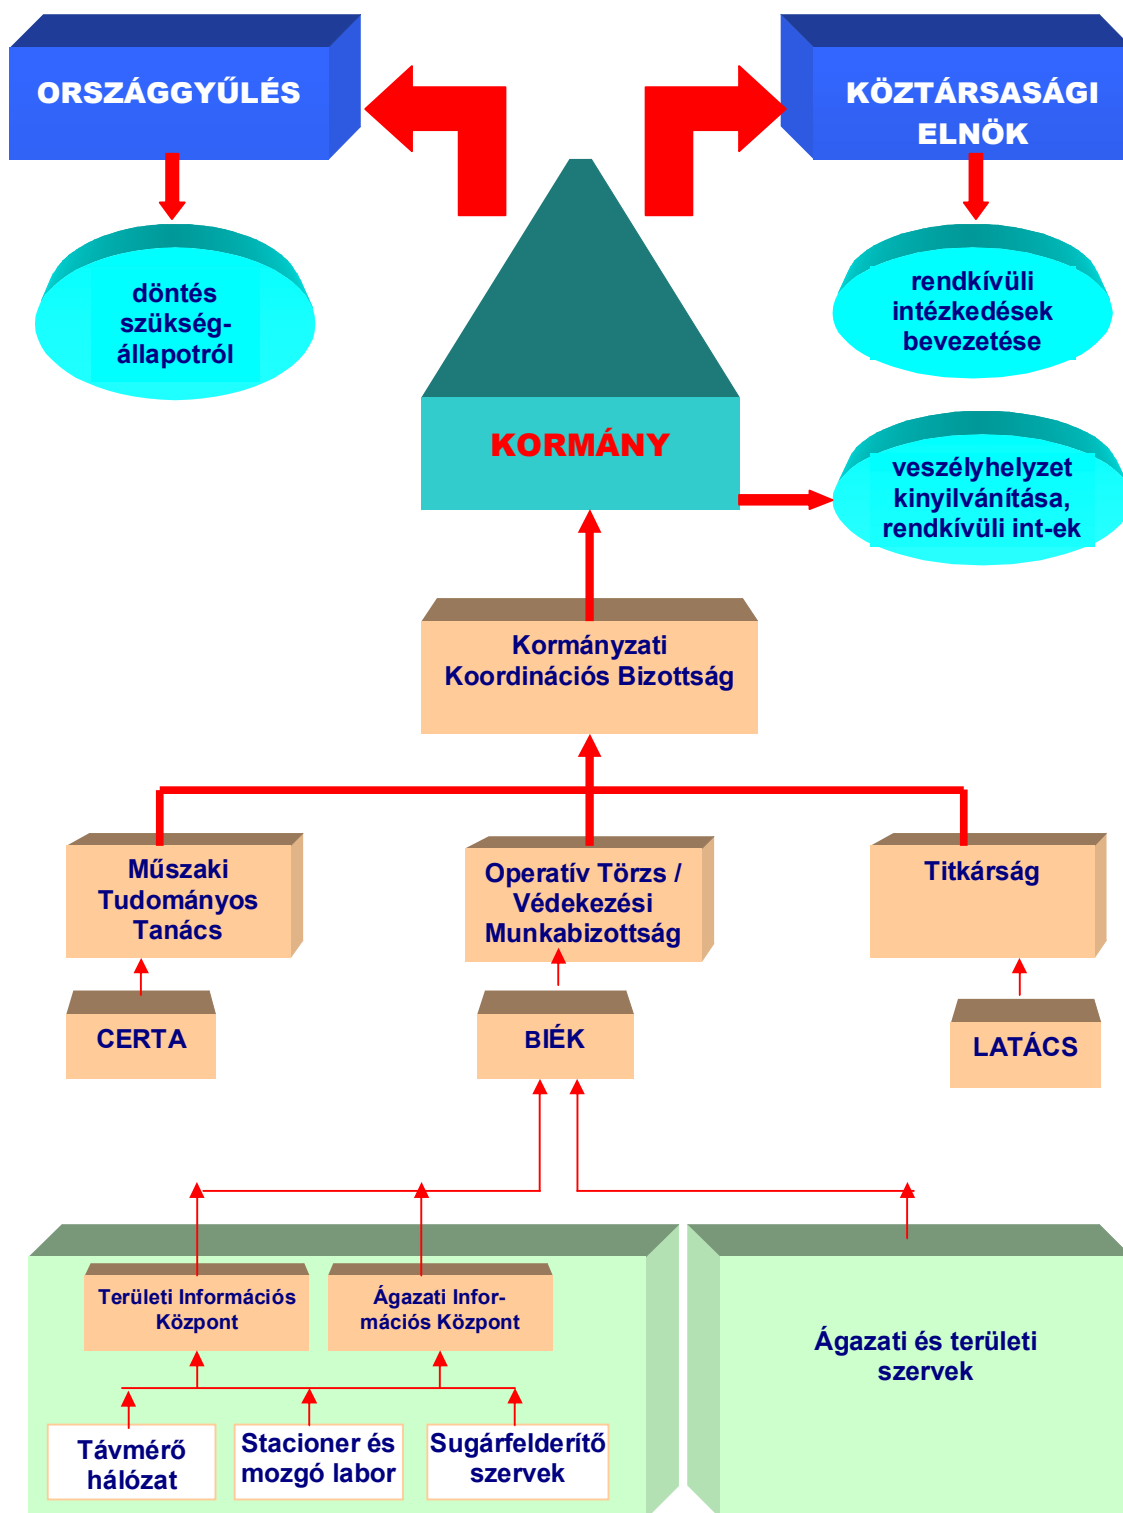 ORSZÁGGYŰLÉS
KÖZTÁRSASÁGI
ELNÖK
döntés
szükség-
állapotról
rendkívüli
intézkedések
bevezetése
KORMÁNY
veszélyhelyzet
kinyilvánítása,
rendkívüli int-ek
Kormányzati
Koordinációs Bizottság
Műszaki
Tudományos
Tanács
Operatív Törzs /
Védekezési
Munkabizottság
Titkárság
CERTA
BIÉK
LATÁCS
Területi Információs
Központ
Ágazati Infor-
mációs Központ
Ágazati és területi
szervek
Távmérő
hálózat
Stacioner és
mozgó labor
Sugárfelderítő
szervek